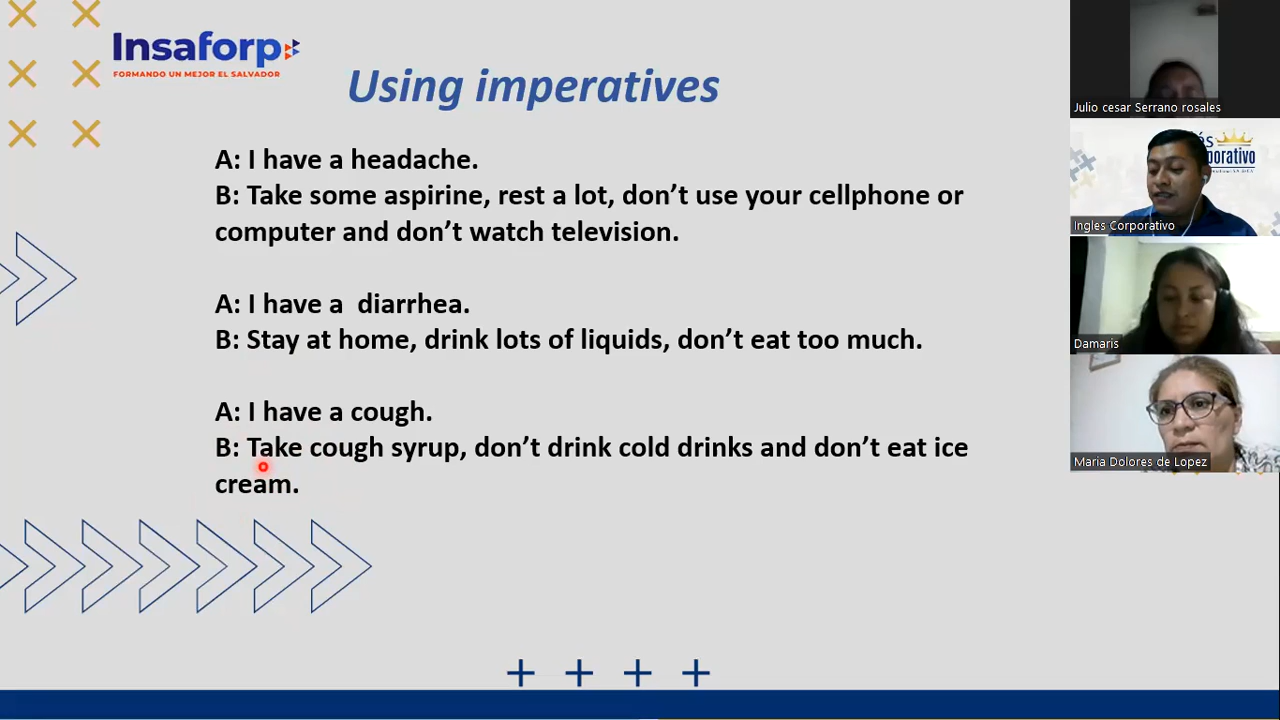 Insaforp
FORMANDO UN MEJOR EL SALVADOR
Using imperatives
A: I have a headache.
B: Take some aspirine, rest a lot, don’t use your cellphone or
computer and don’t watch television.
A: I have a diarrhea.
B: Stay at home, drink lots of liquids, don’t eat too much.
A: I have a cough.
B: Take cough syrup, don’t drink cold drinks and don’t eat ice
cream.
Julio cesar Serrano rosales
Ingles Corporativo
Damaris
Maria Dolores de Lopez